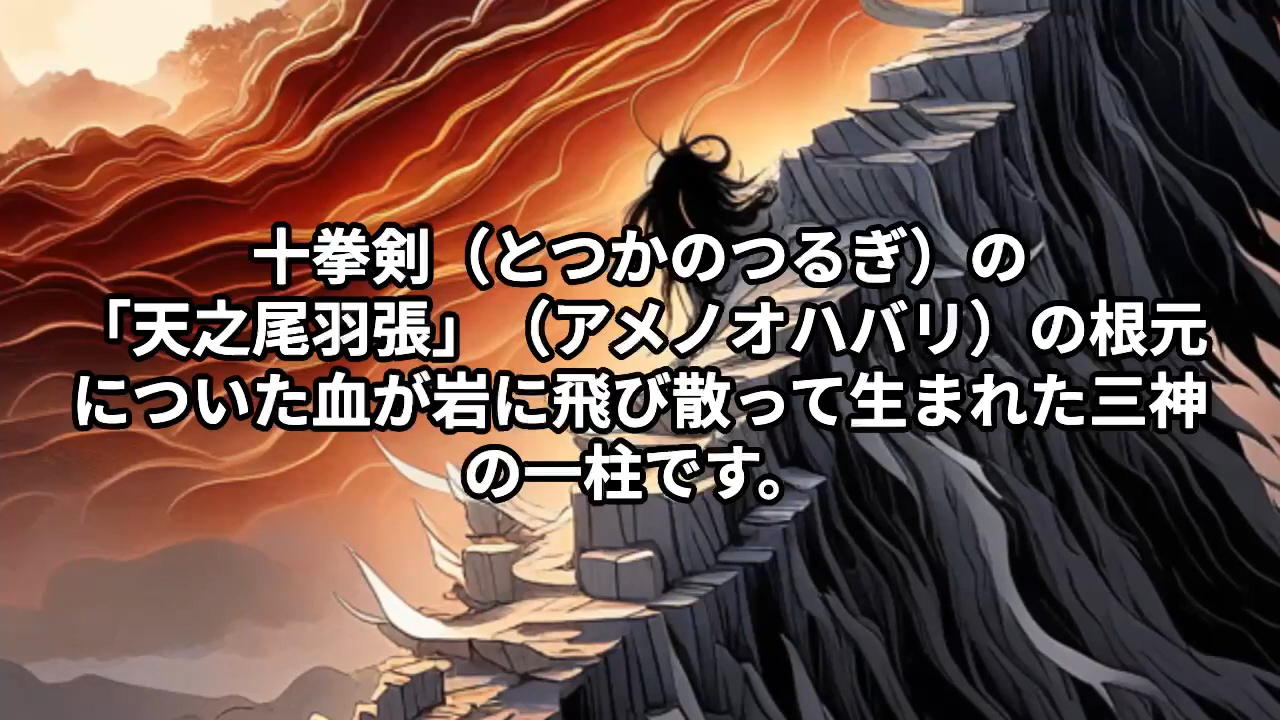 十拳剣（とつかのつるぎ）の
「天之尾羽張」（アメノオハバリ）の根元
についた血が岩に飛び散って生まれた三神
の一柱です。